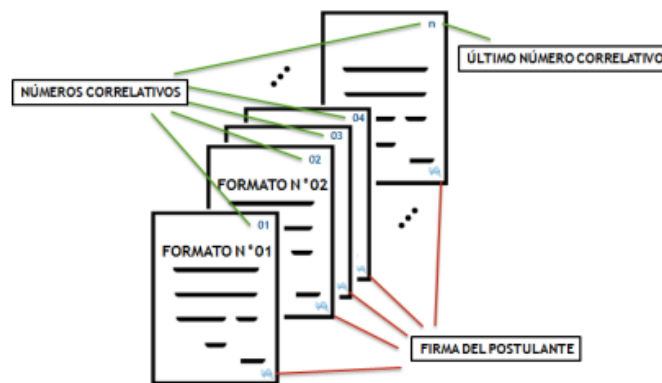 n
ÚLTIMO NÚMERO CORRELATIVO
NÚMEROS CORRELATIVOS
04
03
02
FORMATO N°02
01
FORMATO N°01
FIRMA DEL POSTULANTE